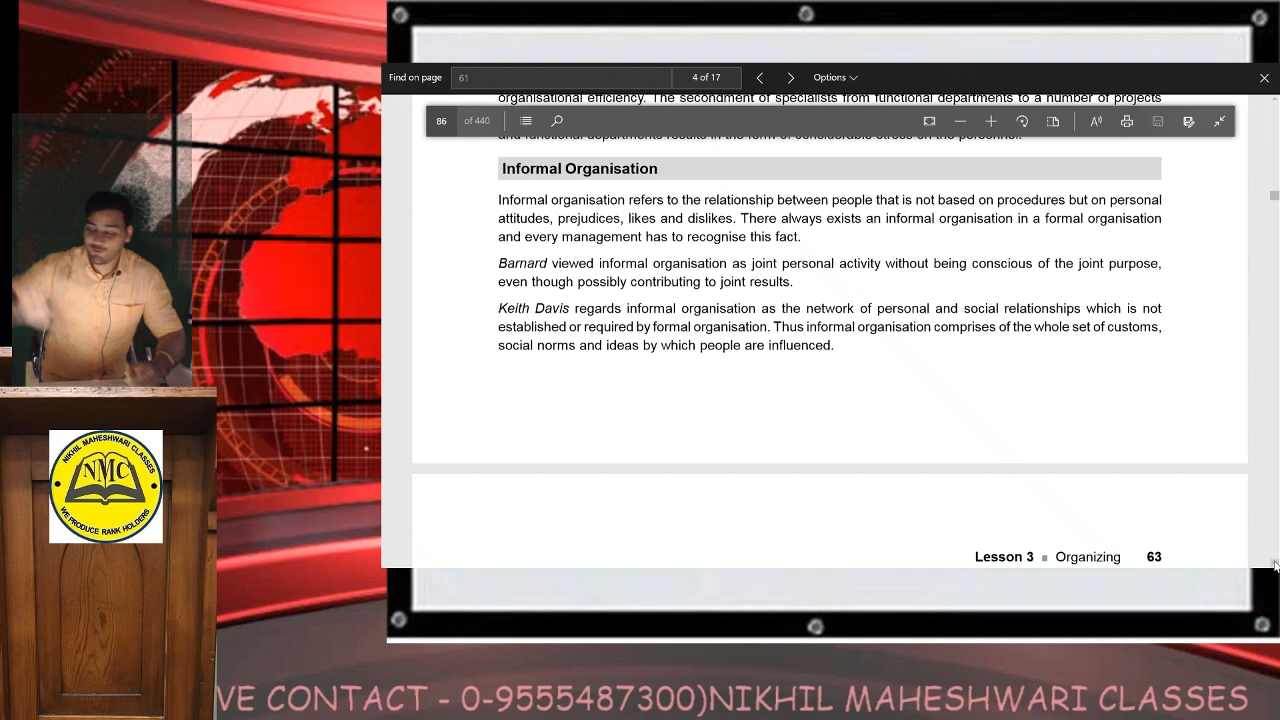 Find on page 61 4 of 17 Options
organisational efficiency. The secondment of specialists from functional departments to a number of projects
86 of 440
Informal Organisation
Informal organisation refers to the relationship between people that is not based on procedures but on personal
attitudes, prejudices, likes and dislikes. There always exists an informal organisation in a formal organisation
and every management has to recognise this fact.
Barnard viewed informal organisation as joint personal activity without being conscious of the joint purpose,
even though possibly contributing to joint results.
Keith Davis regards informal organisation as the network of personal and social relationships which is not
established or required by formal organisation. Thus informal organisation comprises of the whole set of customs,
social norms and ideas by which people are influenced.
Lesson 3 ■ Organizing 63
NIKHIL MAHESHWARI CLASSES
NMC
WE PRODUCE RANK HOLDERS
VE CONTACT - 0-9555487300)NIKHIL MAHESHWARI CLASSES